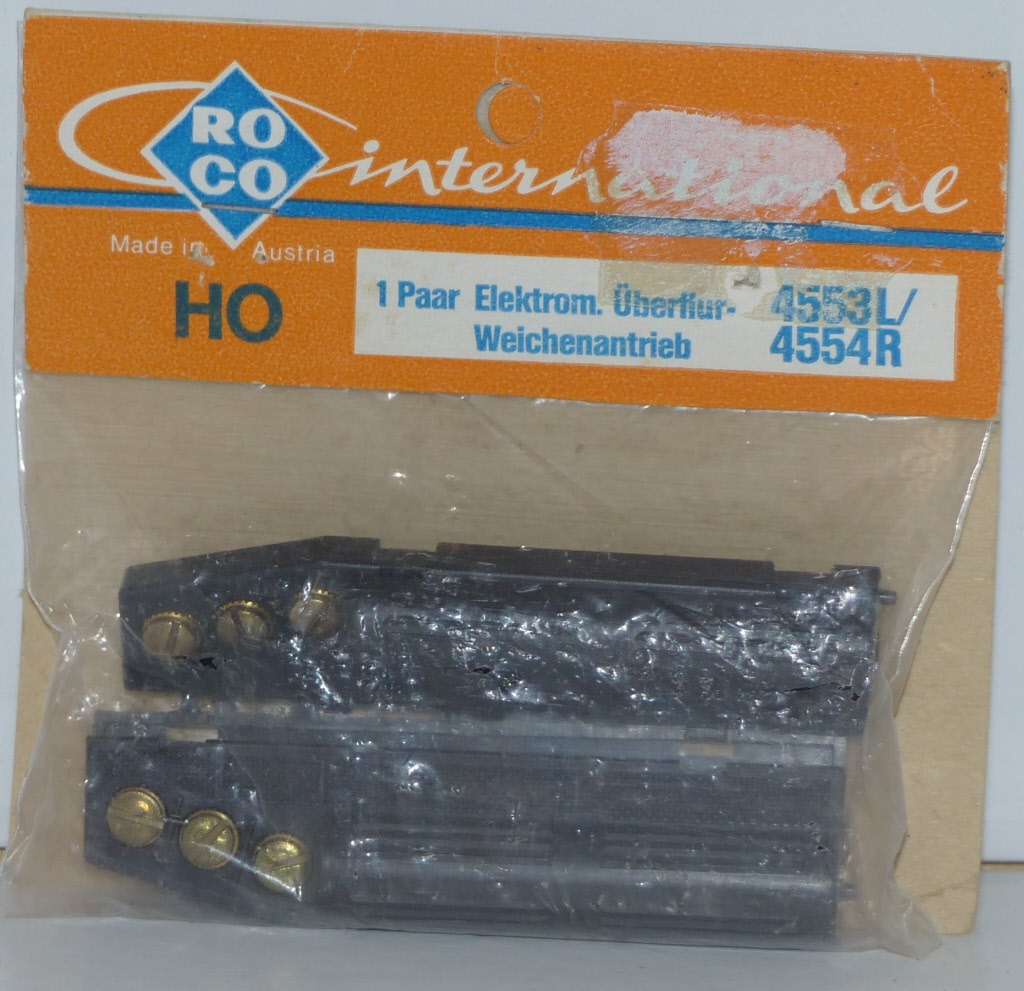 RO
CO
international
Made in Austria
HO
1 Paar Elektrom. Überflur-
Weichenantrieb
4553L/
4554R